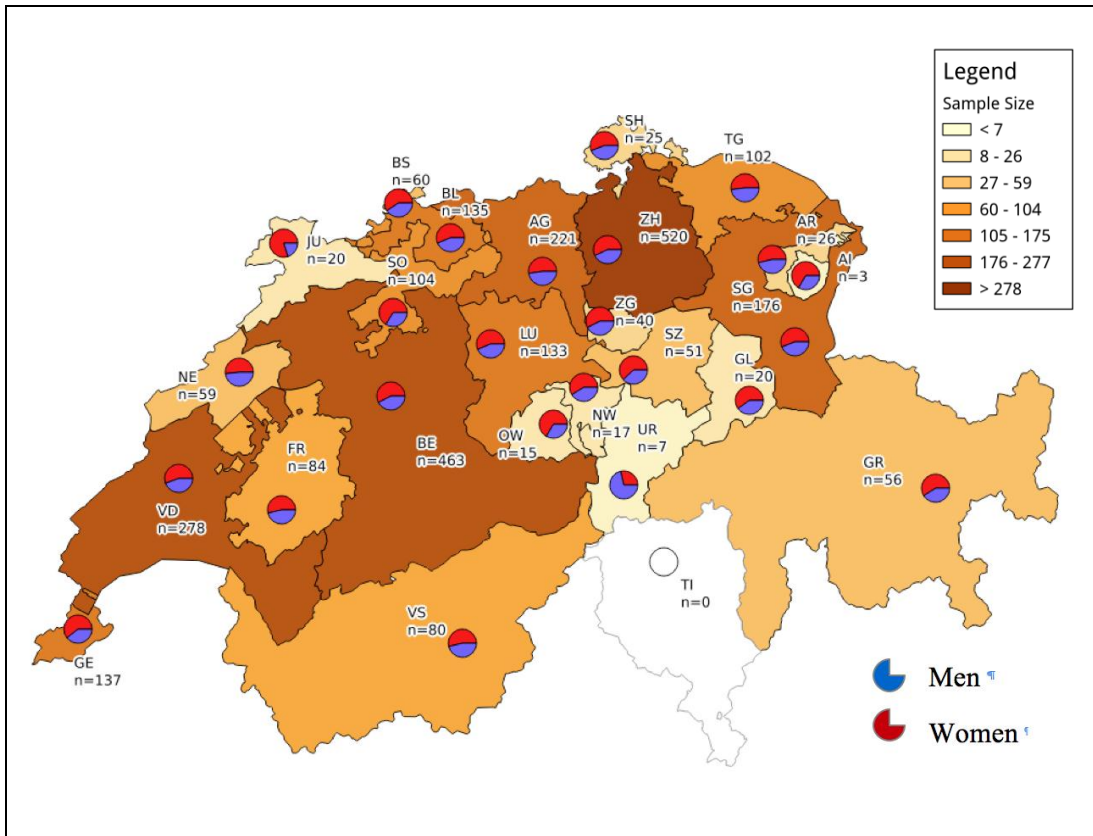 Legend
Sample Size
< 7
8 - 26
27 - 59
60 - 104
105 - 175
176 - 277
> 278
SH
n=25
TG
n=102
BS
n=60
BL
n=135
AG
n=221
ZH
n=520
AR
n=26
AI
n=3
JU
n=20
SO
n=104
SG
n=176
ZG
n=40
LU
n=133
SZ
n=51
GL
n=20
NE
n=59
NW
n=17
UR
n=7
OW
n=15
BE
n=463
FR
n=84
GR
n=56
VD
n=278
TI
n=0
VS
n=80
GE
n=137
Men ¶
Women ¶